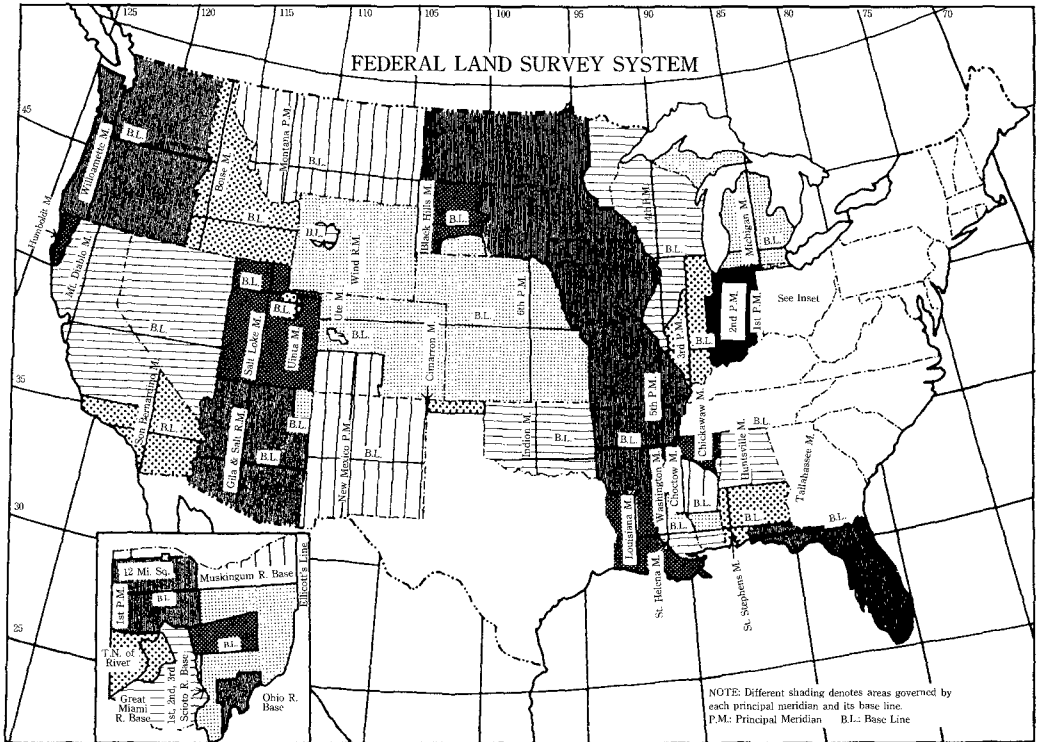 125 120 115 110 105 100 95 90 85 80 75 70
FEDERAL LAND SURVEY SYSTEM
45
35
30
25
Willoamette M.
B.L.
Humboldt M.
Boise M.
B.L.
Montana P.M.
B.L.
Black Hills M.
B.L.
B.L.
Wind R.M.
Mt. Diablo M.
B.L.
B.L.
B.L.
Salt Lake M.
Uinta M.
Ute M.
B.L.
Cimarron M.
B.L.
6th P.M.
4th P.M.
B.L.
Michigan M.
B.L.
2nd P.M.
1st P.M.
See Inset
3rd P.M.
B.L.
San Bernardino M.
B.L.
Gila & Salt R.M.
B.L.
B.L.
New Mexico P.M.
B.L.
Indian M.
B.L.
5th P.M.
B.L.
Chickawaw M.
Washington M.
Choctow M.
B.L.
B.L.
Huntsville M.
B.L.
B.L.
Tallahassee M.
B.L.
Louisiana M.
St. Helena M.
St. Stephens M.
12 Mi. Sq.
Muskingum R. Base
Ellicott's Line
1st P.M.
B.L.
T.N. of
River
B.L.
Great
Miami
R. Base
1st, 2nd, 3rd
Scioto R. Base
Ohio R.
Base
NOTE: Different shading denotes areas governed by
each principal meridian and its base line.
P.M.: Principal Meridian B.L.: Base Line